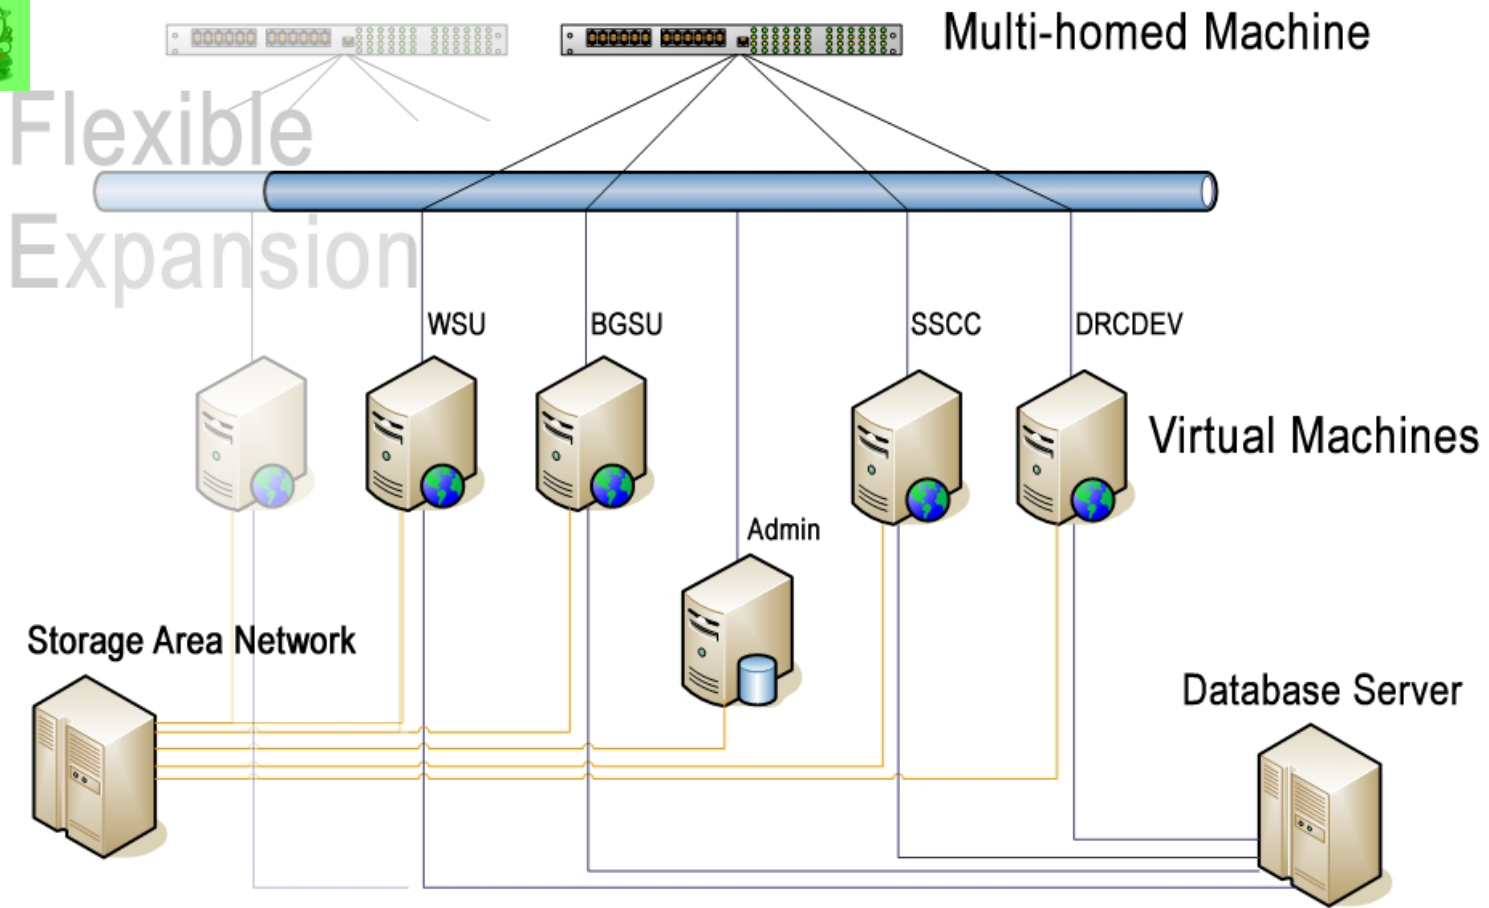 Multi-homed Machine
Flexible
Expansion
WSU
BGSU
SSCC
DRCDEV
Virtual Machines
Admin
Storage Area Network
Database Server